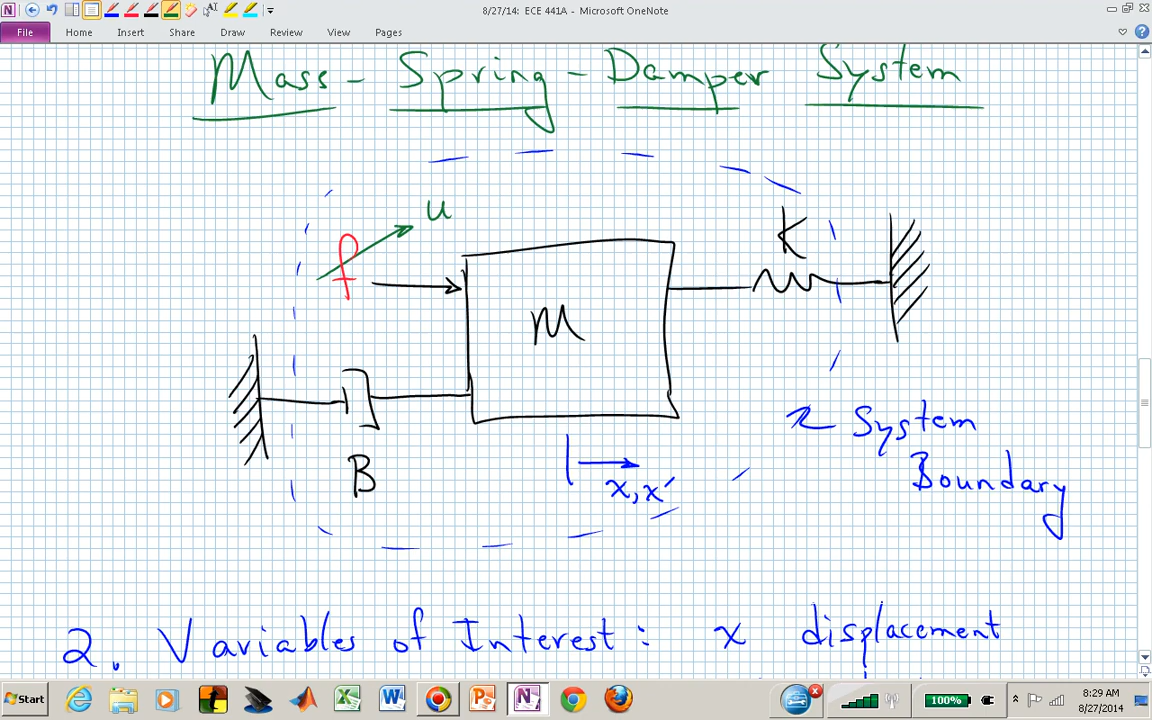 8/27/14: ECE 441A - Microsoft OneNote
File Home Insert Share Draw Review View Pages
Mass - Spring - Damper System
u
f
K
M
B
x, x'
System
Boundary
2. Variables of Interest: x displacement
Start
100%
8:29 AM
8/27/2014